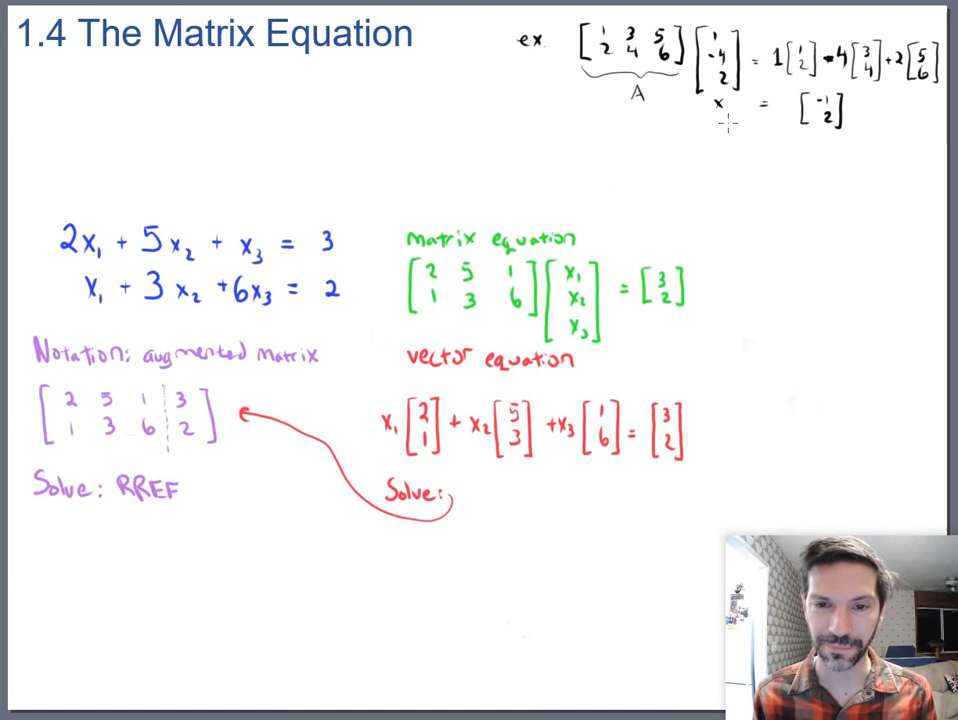 1.4 The Matrix Equation
ex. [1 3 5; 2 4 6] [1; -4; 2] = 1 [1; 2] - 4 [3; 4] + 2 [5; 6]
A x = [-1; 2]
2x₁ + 5x₂ + x₃ = 3
x₁ + 3x₂ + 6x₃ = 2
matrix equation
[2 5 1; 1 3 6] [x₁; x₂; x₃] = [3; 2]
Notation: augmented matrix
[2 5 1 | 3; 1 3 6 | 2]
Solve: RREF
vector equation
x₁ [2; 1] + x₂ [5; 3] + x₃ [1; 6] = [3; 2]
Solve: